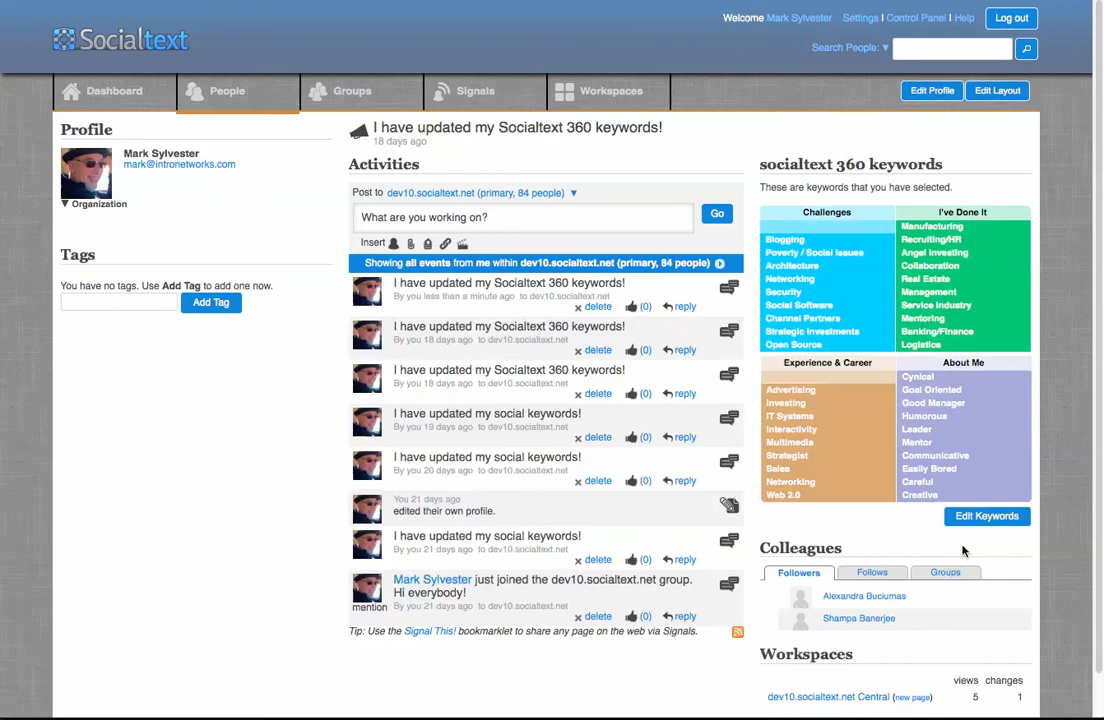 Welcome Mark Sylvester Settings | Control Panel | Help Log out
Socialtext
Search People: ▼
Dashboard People Groups Signals Workspaces
Edit Profile Edit Layout
Profile
Mark Sylvester
mark@intronetworks.com
▼ Organization
Tags
You have no tags. Use Add Tag to add one now.
Add Tag
I have updated my Socialtext 360 keywords!
18 days ago
Activities
Post to dev10.socialtext.net (primary, 84 people) ▼
What are you working on?
Go
Insert
Showing all events from me within dev10.socialtext.net (primary, 84 people)
I have updated my Socialtext 360 keywords!
By you less than a minute ago to dev10.socialtext.net
x delete (0) reply
I have updated my Socialtext 360 keywords!
By you 18 days ago to dev10.socialtext.net
x delete (0) reply
I have updated my Socialtext 360 keywords!
By you 18 days ago to dev10.socialtext.net
x delete (0) reply
I have updated my social keywords!
By you 19 days ago to dev10.socialtext.net
x delete (0) reply
I have updated my social keywords!
By you 20 days ago to dev10.socialtext.net
x delete (0) reply
You 21 days ago
edited their own profile.
I have updated my social keywords!
By you 21 days ago to dev10.socialtext.net
x delete (0) reply
Mark Sylvester just joined the dev10.socialtext.net group.
Hi everybody!
mention
By you 21 days ago to dev10.socialtext.net
x delete (0) reply
Tip: Use the Signal This! bookmarklet to share any page on the web via Signals.
socialtext 360 keywords
These are keywords that you have selected.
Challenges
Blogging
Poverty / Social Issues
Architecture
Networking
Security
Social Software
Channel Partners
Strategic Investments
Open Source
I've Done It
Manufacturing
Recruiting/HR
Angel Investing
Collaboration
Real Estate
Management
Service Industry
Mentoring
Banking/Finance
Logistics
Experience & Career
Advertising
Investing
IT Systems
Interactivity
Multimedia
Strategist
Sales
Networking
Web 2.0
About Me
Cynical
Goal Oriented
Good Manager
Humorous
Leader
Mentor
Communicative
Easily Bored
Careful
Creative
Edit Keywords
Colleagues
Followers Follows Groups
Alexandra Buciumas
Shampa Banerjee
Workspaces
views changes
dev10.socialtext.net Central (new page) 5 1